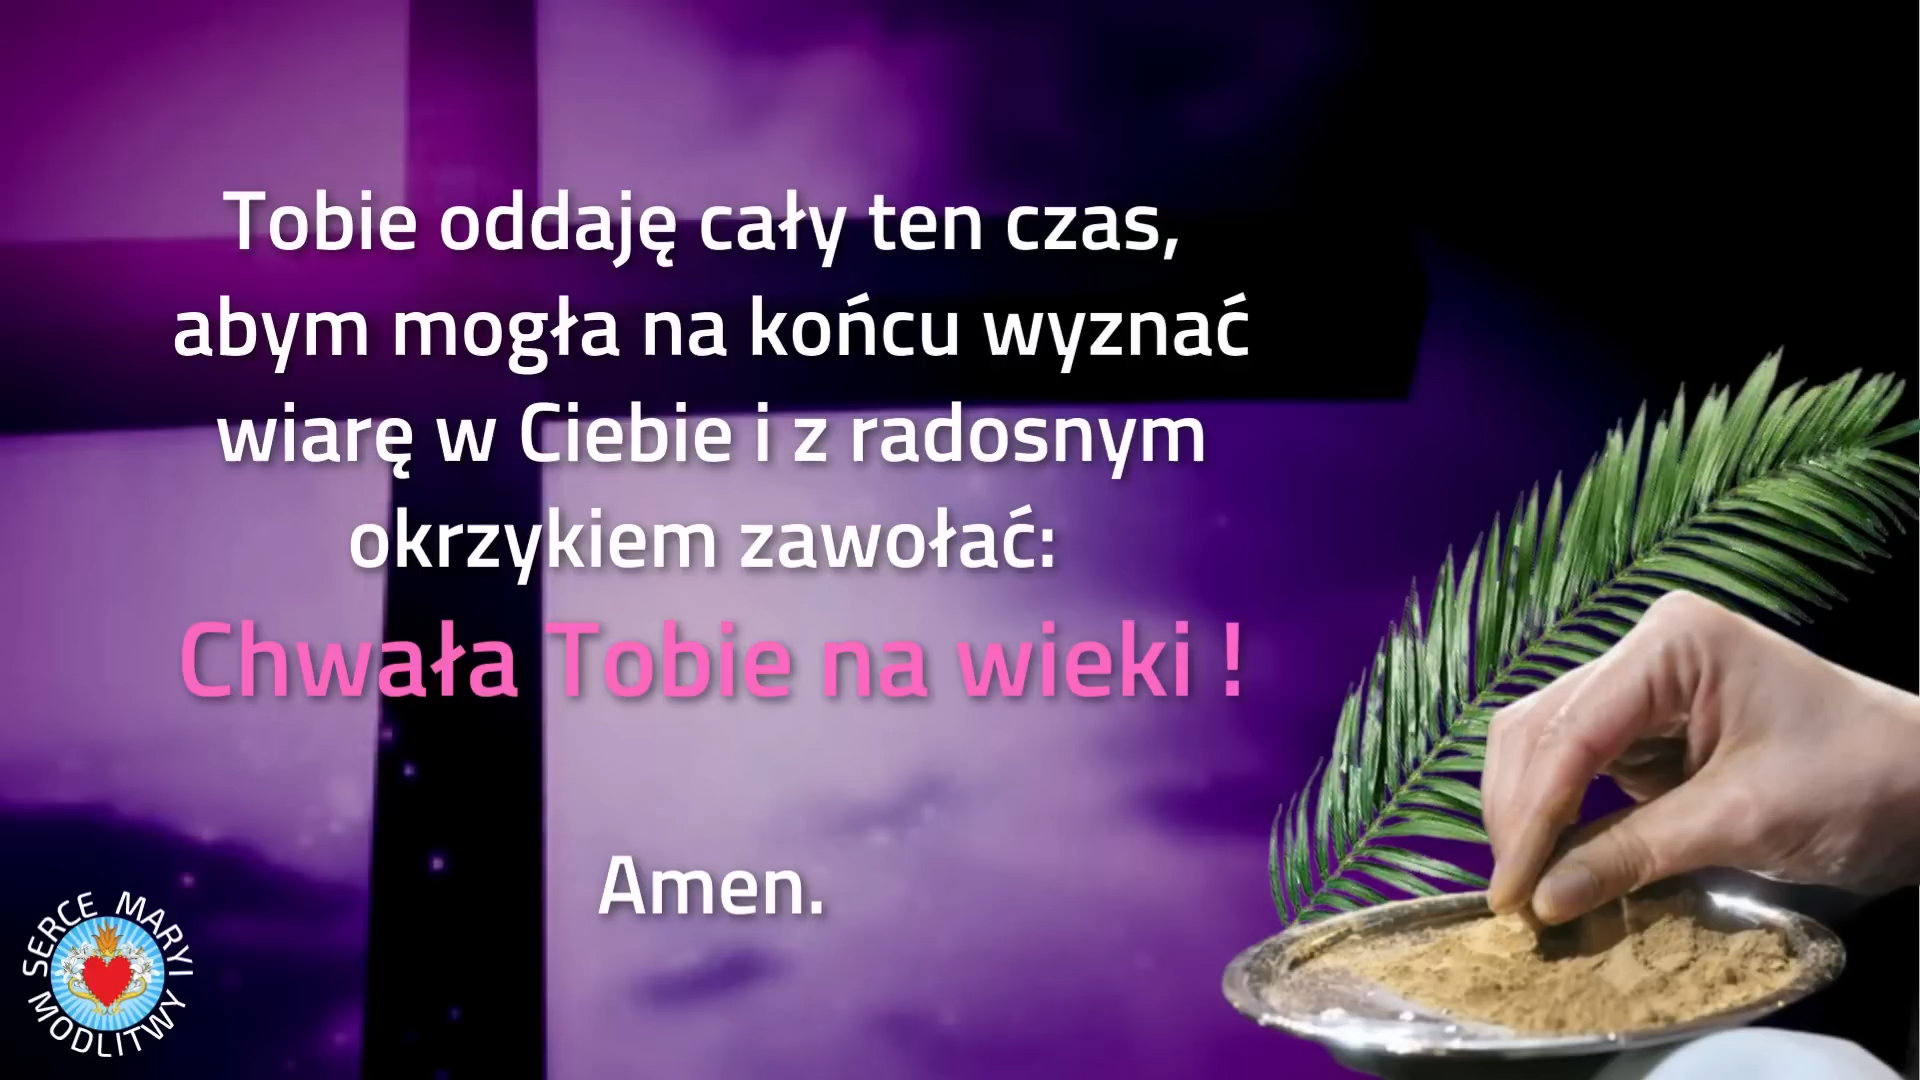 Tobie oddaję cały ten czas,
abym mogła na końcu wyznać
wiarę w Ciebie i z radosnym
okrzykiem zawołać:
Chwała Tobie na wieki !
Amen.
SERCE MARYI
MODLITWY